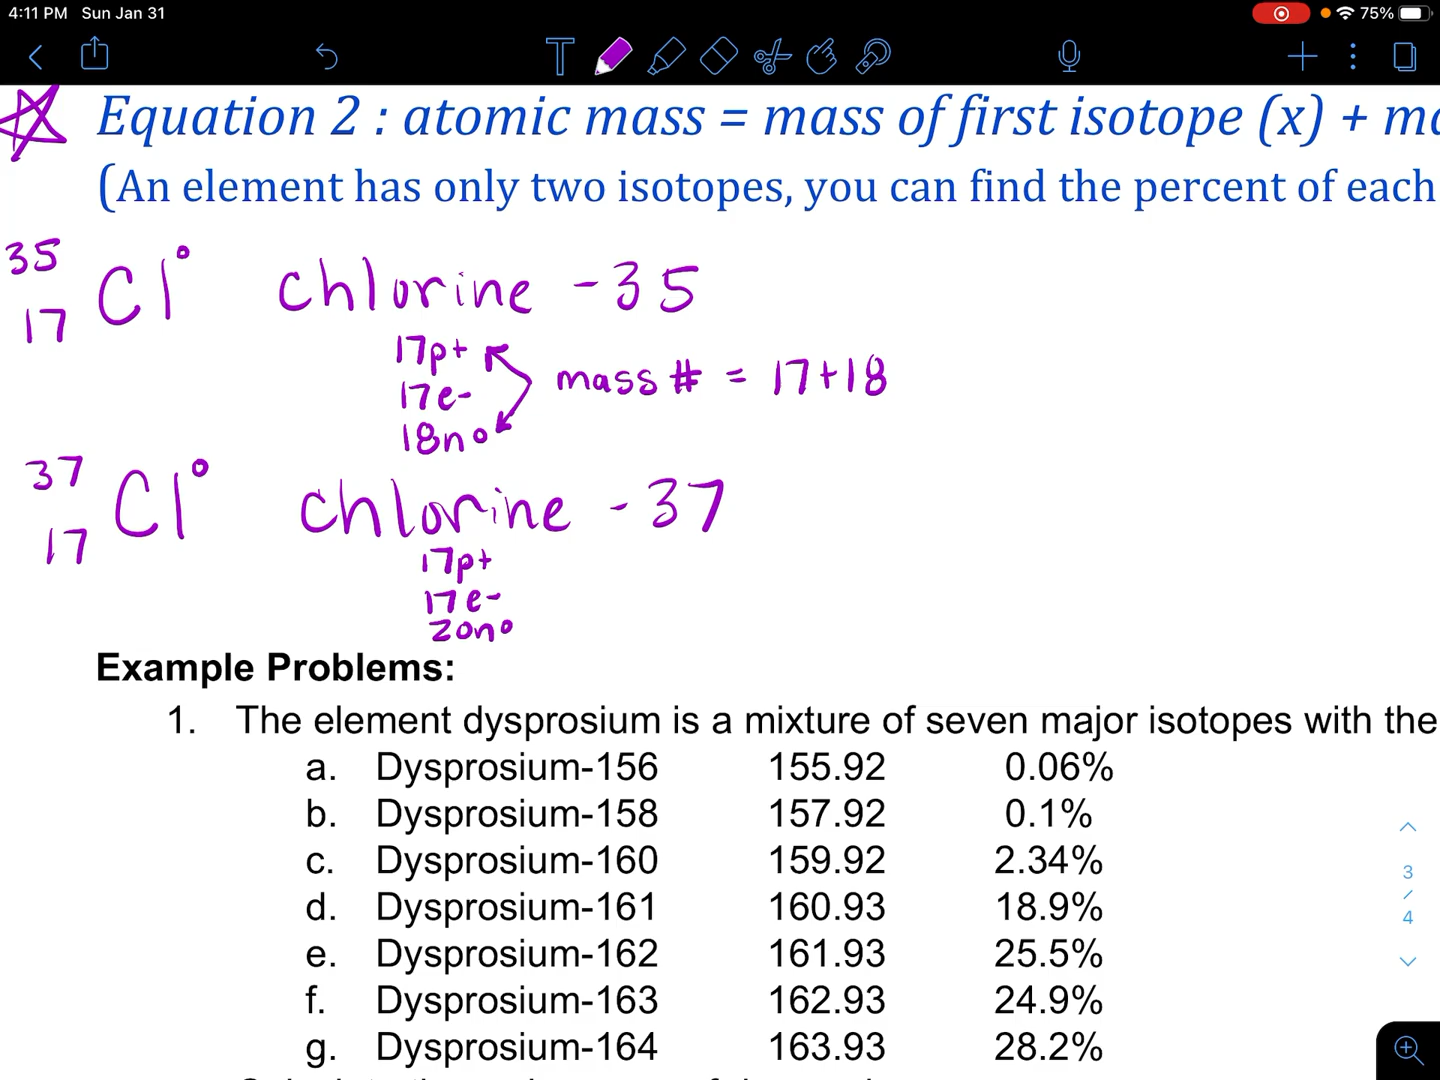 4:11 PM Sun Jan 31 75%
T
Equation 2 : atomic mass = mass of first isotope (x) +
(An element has only two isotopes, you can find the percent of each
35
17 Cl° chlorine - 35
17p+
17e-
18n°
mass # = 17+18
37
17 Cl° chlorine - 37
17p+
17e-
20n°
Example Problems:
1. The element dysprosium is a mixture of seven major isotopes with the
a. Dysprosium-156 155.92 0.06%
b. Dysprosium-158 157.92 0.1%
c. Dysprosium-160 159.92 2.34%
d. Dysprosium-161 160.93 18.9%
e. Dysprosium-162 161.93 25.5%
f. Dysprosium-163 162.93 24.9%
g. Dysprosium-164 163.93 28.2%
3
/
4